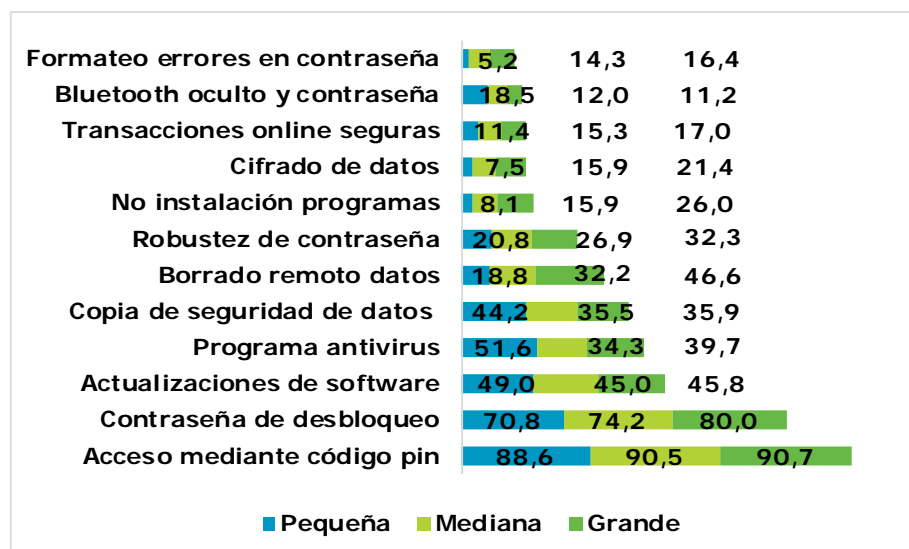 Formateo errores en contraseña 5,2 14,3 16,4
Bluetooth oculto y contraseña 18,5 12,0 11,2
Transacciones online seguras 11,4 15,3 17,0
Cifrado de datos 7,5 15,9 21,4
No instalación programas 8,1 15,9 26,0
Robustez de contraseña 20,8 26,9 32,3
Borrado remoto datos 18,8 32,2 46,6
Copia de seguridad de datos 44,2 35,5 35,9
Programa antivirus 51,6 34,3 39,7
Actualizaciones de software 49,0 45,0 45,8
Contraseña de desbloqueo 70,8 74,2 80,0
Acceso mediante código pin 88,6 90,5 90,7
Pequeña Mediana Grande